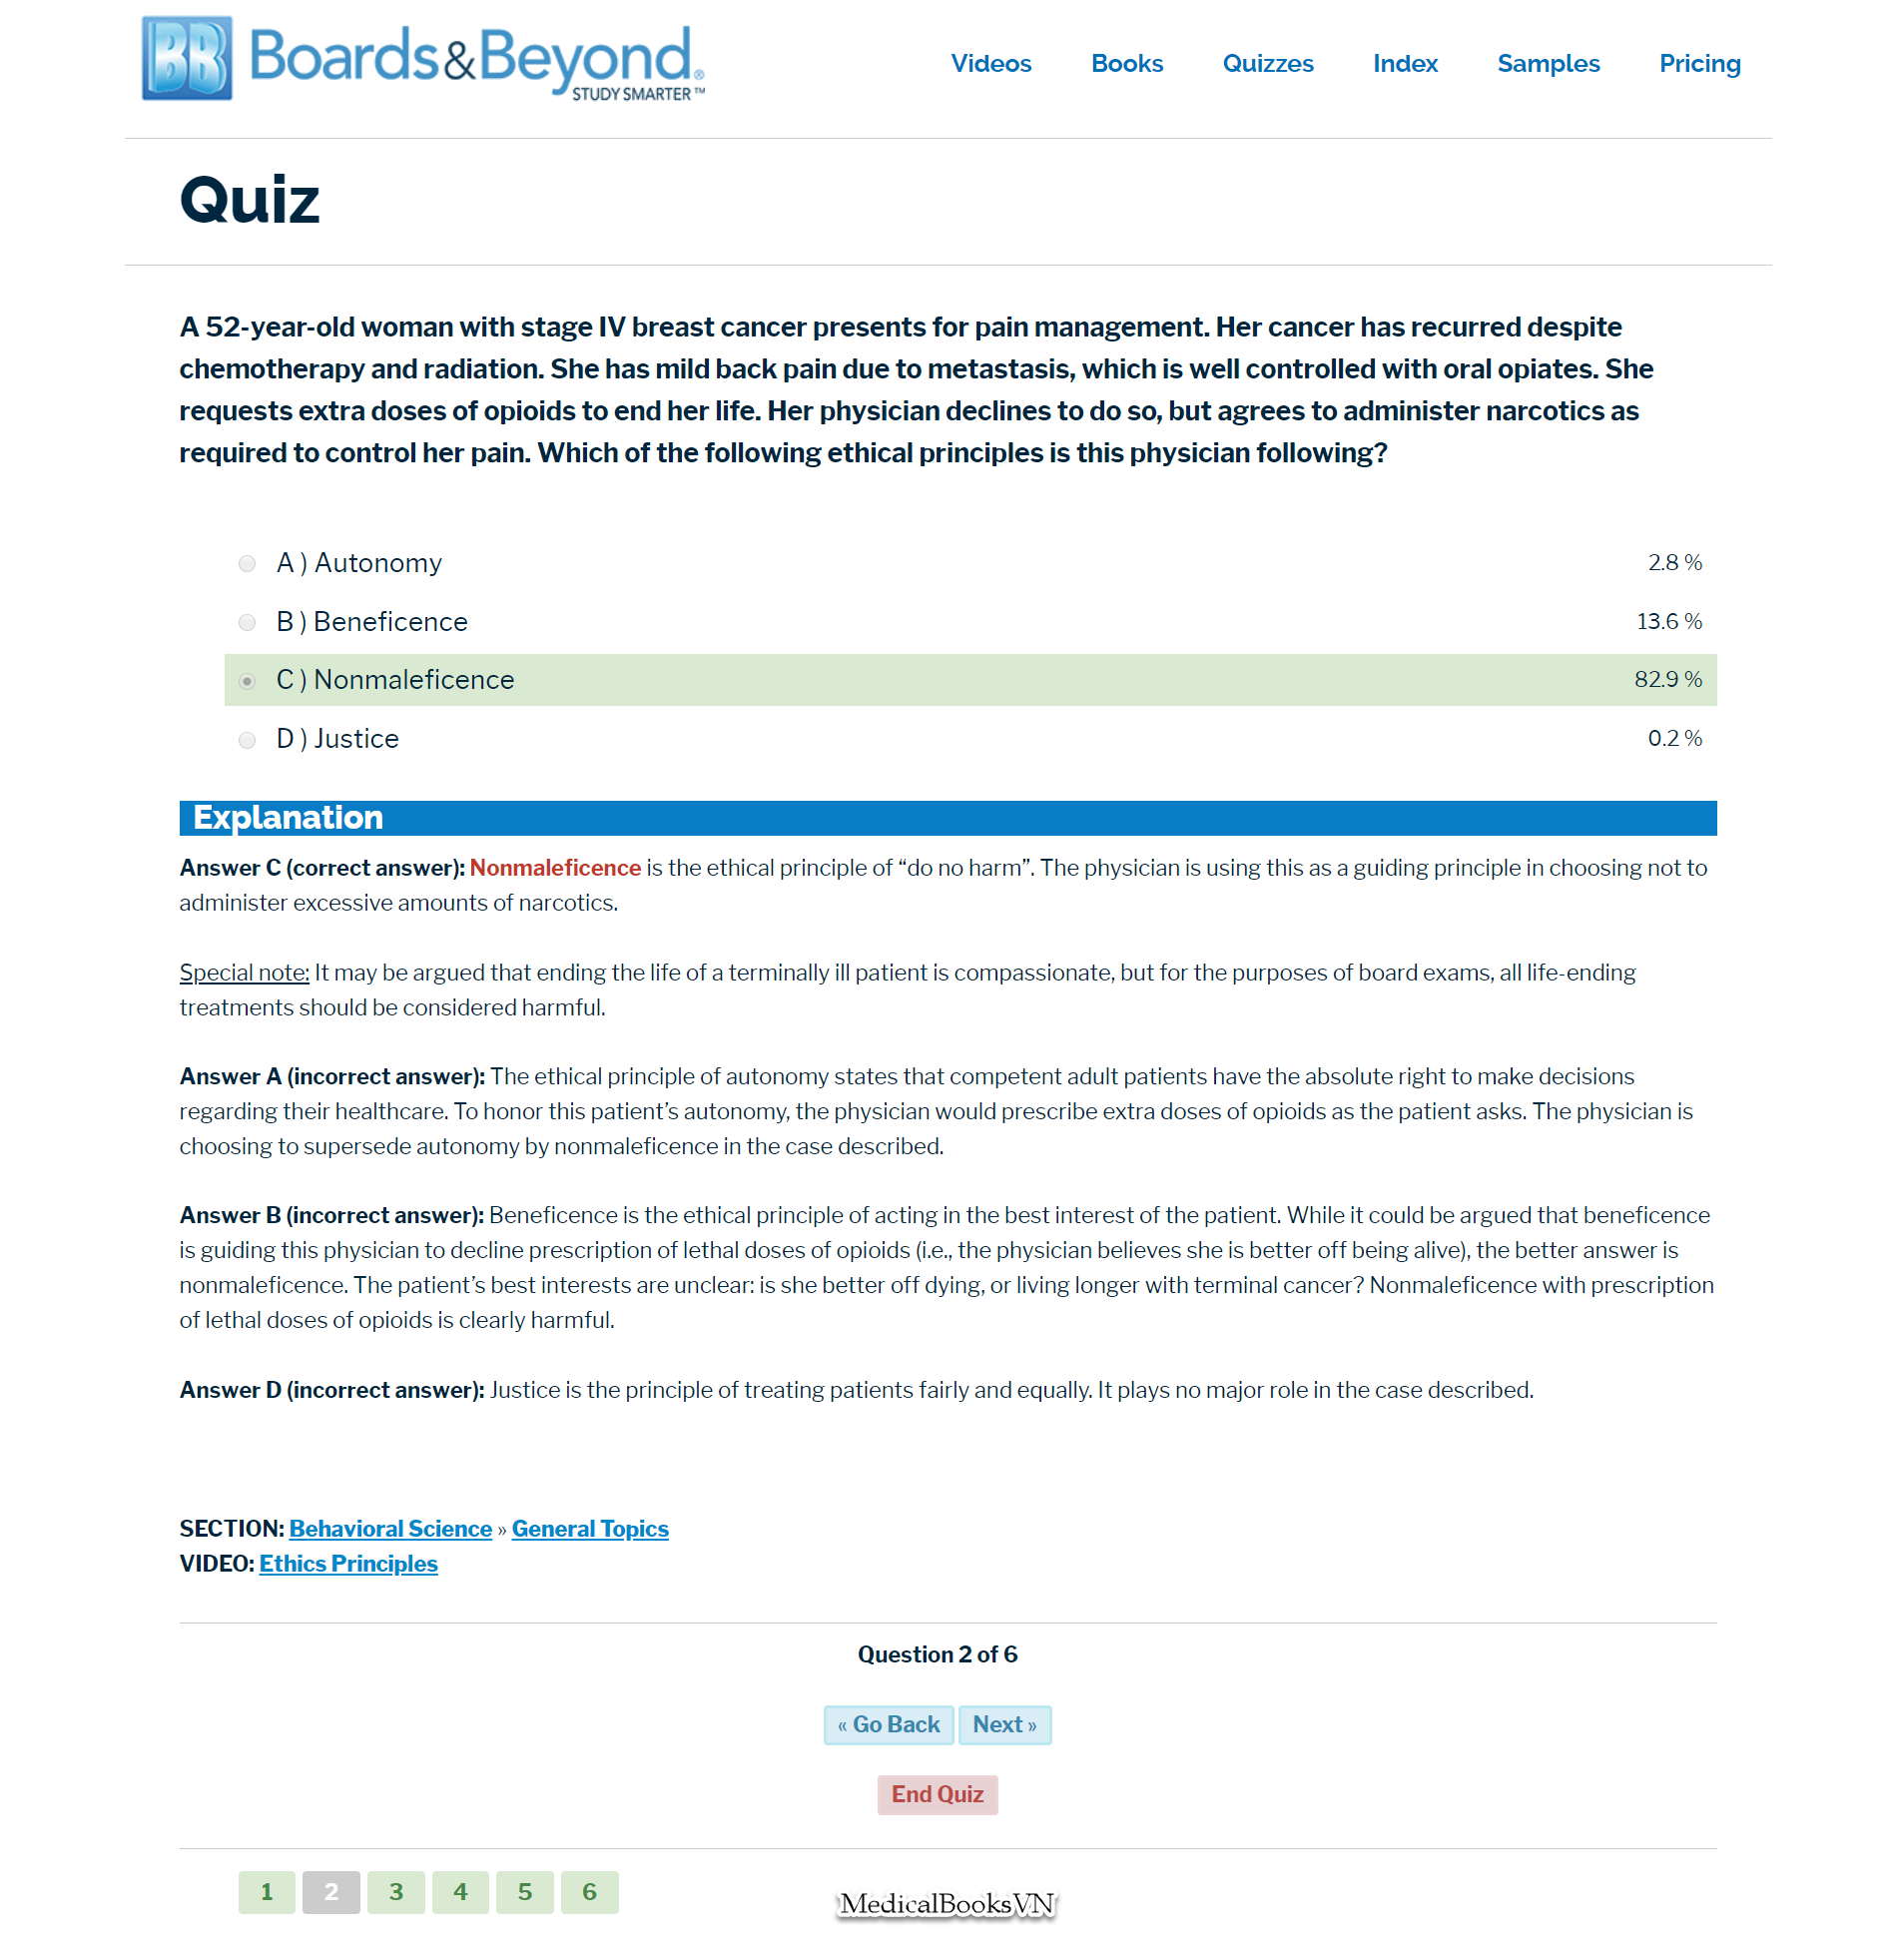 BB Boards&Beyond®
STUDY SMARTER™
Videos Books Quizzes Index Samples Pricing
Quiz
A 52-year-old woman with stage IV breast cancer presents for pain management. Her cancer has recurred despite
chemotherapy and radiation. She has mild back pain due to metastasis, which is well controlled with oral opiates. She
requests extra doses of opioids to end her life. Her physician declines to do so, but agrees to administer narcotics as
required to control her pain. Which of the following ethical principles is this physician following?
A ) Autonomy 2.8 %
B ) Beneficence 13.6 %
C ) Nonmaleficence 82.9 %
D ) Justice 0.2 %
Explanation
Answer C (correct answer): Nonmaleficence is the ethical principle of “do no harm”. The physician is using this as a guiding principle in choosing not to
administer excessive amounts of narcotics.
Special note: It may be argued that ending the life of a terminally ill patient is compassionate, but for the purposes of board exams, all life-ending
treatments should be considered harmful.
Answer A (incorrect answer): The ethical principle of autonomy states that competent adult patients have the absolute right to make decisions
regarding their healthcare. To honor this patient’s autonomy, the physician would prescribe extra doses of opioids as the patient asks. The physician is
choosing to supersede autonomy by nonmaleficence in the case described.
Answer B (incorrect answer): Beneficence is the ethical principle of acting in the best interest of the patient. While it could be argued that beneficence
is guiding this physician to decline prescription of lethal doses of opioids (i.e., the physician believes she is better off being alive), the better answer is
nonmaleficence. The patient’s best interests are unclear: is she better off dying, or living longer with terminal cancer? Nonmaleficence with prescription
of lethal doses of opioids is clearly harmful.
Answer D (incorrect answer): Justice is the principle of treating patients fairly and equally. It plays no major role in the case described.
SECTION: Behavioral Science » General Topics
VIDEO: Ethics Principles
Question 2 of 6
« Go Back Next »
End Quiz
1 2 3 4 5 6
MedicalBooksVN